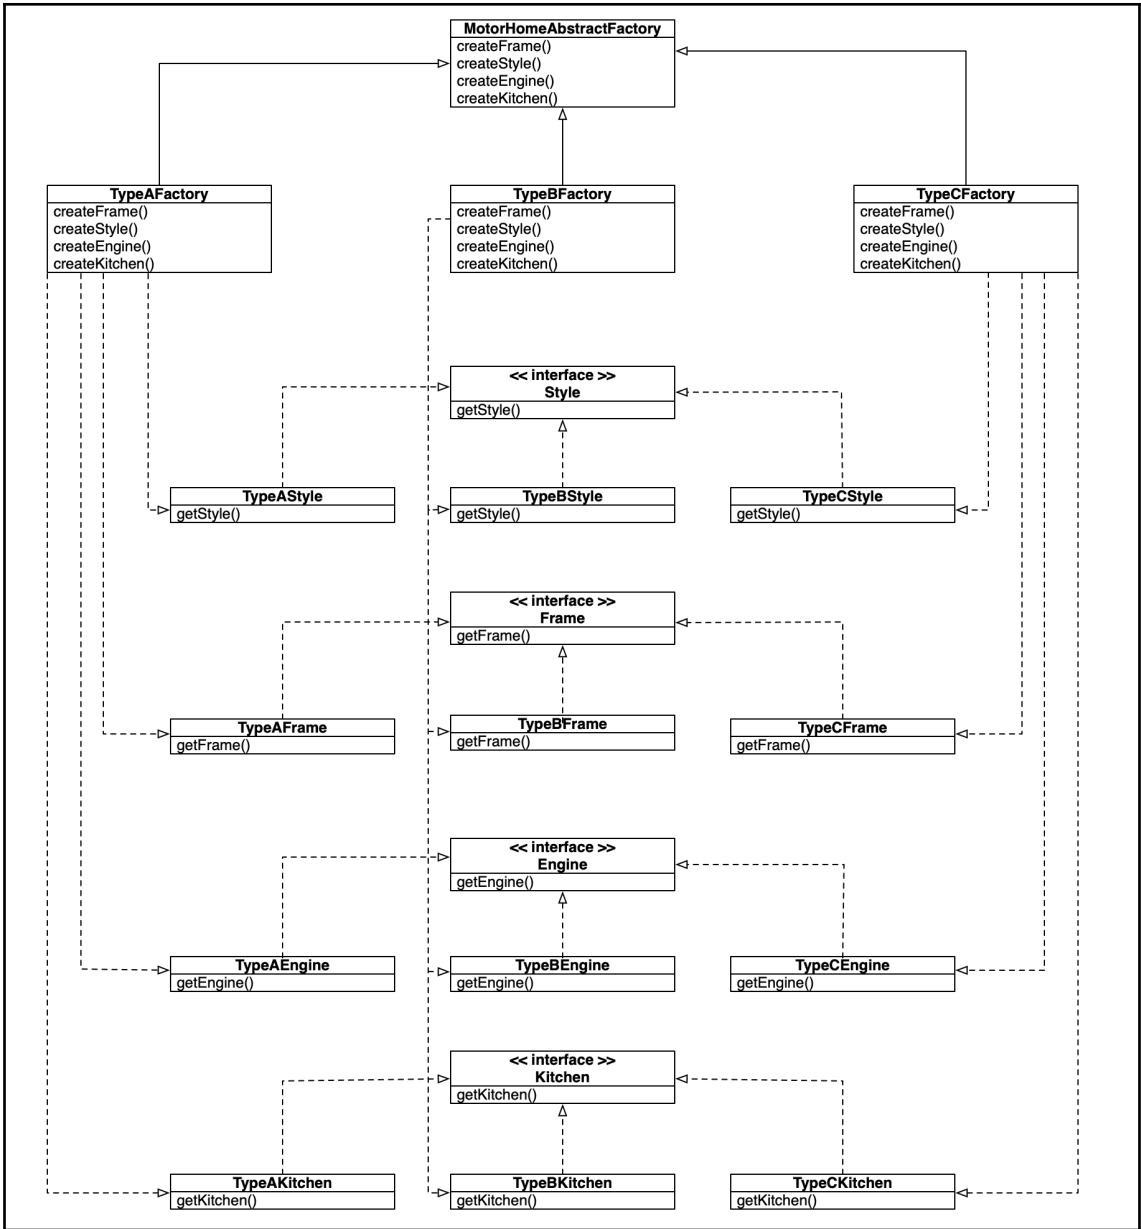 MotorHomeAbstractFactory
createFrame()
createStyle()
createEngine()
createKitchen()
TypeAFactory
createFrame()
createStyle()
createEngine()
createKitchen()
TypeBFactory
createFrame()
createStyle()
createEngine()
createKitchen()
TypeCFactory
createFrame()
createStyle()
createEngine()
createKitchen()
<< interface >>
Style
getStyle()
TypeAStyle
getStyle()
TypeBStyle
getStyle()
TypeCStyle
getStyle()
<< interface >>
Frame
getFrame()
TypeAFrame
getFrame()
TypeBFrame
getFrame()
TypeCFrame
getFrame()
<< interface >>
Engine
getEngine()
TypeAEngine
getEngine()
TypeBEngine
getEngine()
TypeCEngine
getEngine()
<< interface >>
Kitchen
getKitchen()
TypeAKitchen
getKitchen()
TypeBKitchen
getKitchen()
TypeCKitchen
getKitchen()